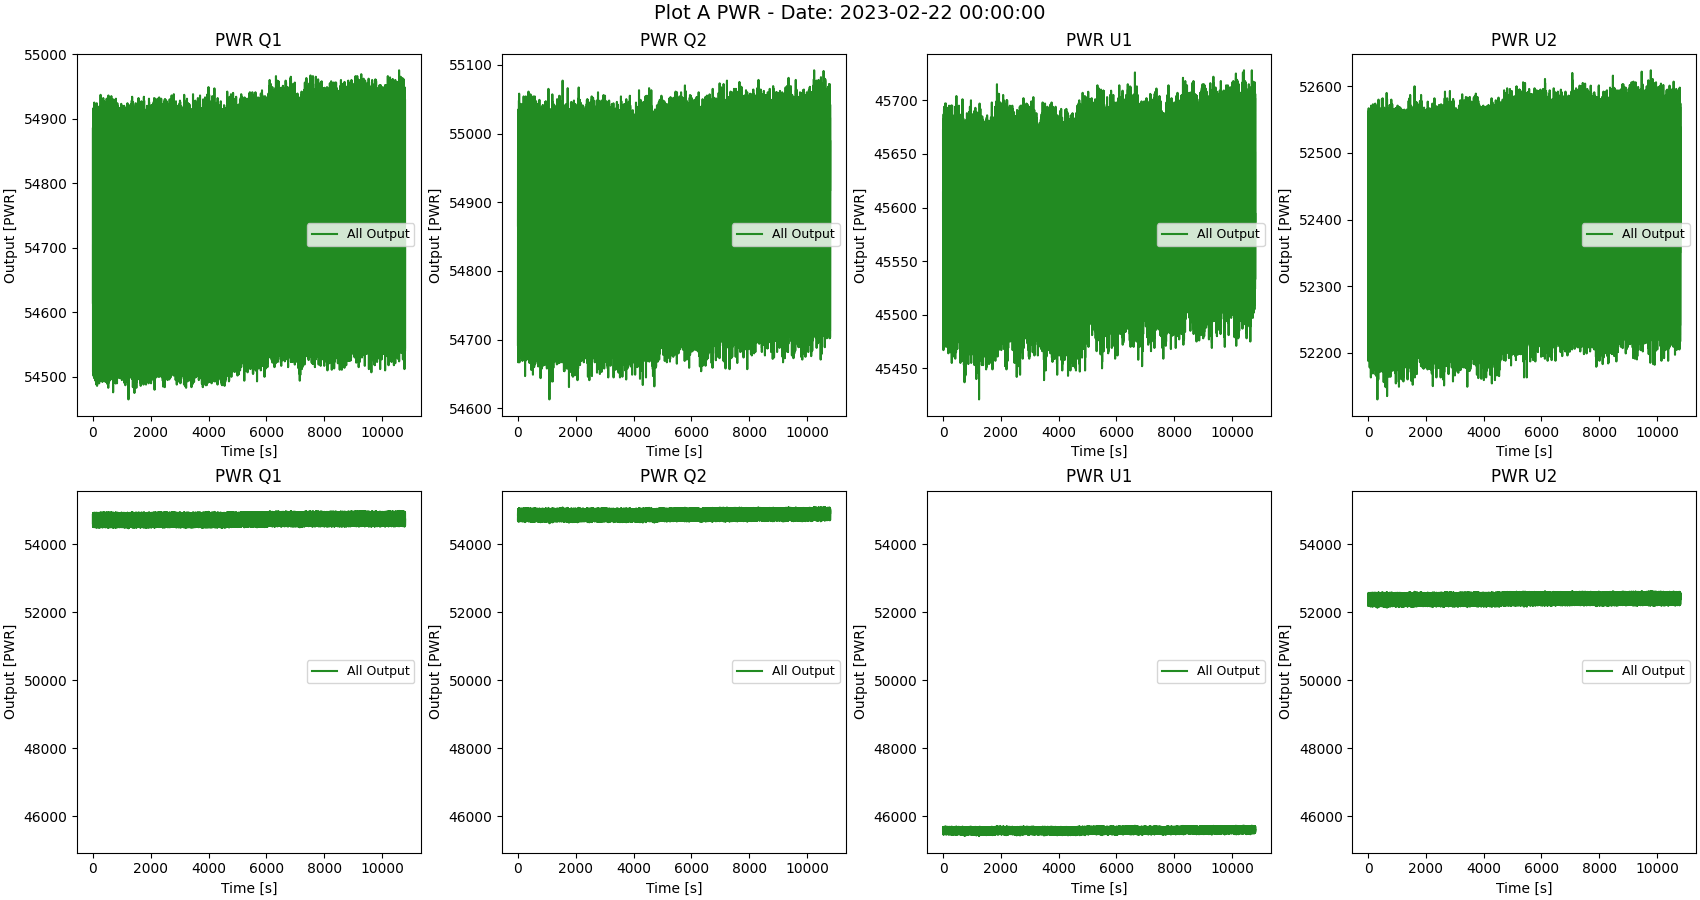 Plot A PWR - Date: 2023-02-22 00:00:00
PWR Q1
55000
54900
54800
54700
54600
54500
Output [PWR]
All Output
0 2000 4000 6000 8000 10000
Time [s]
PWR Q2
55100
55000
54900
54800
54700
54600
Output [PWR]
All Output
0 2000 4000 6000 8000 10000
Time [s]
PWR U1
45700
45650
45600
45550
45500
45450
Output [PWR]
All Output
0 2000 4000 6000 8000 10000
Time [s]
PWR U2
52600
52500
52400
52300
52200
Output [PWR]
All Output
0 2000 4000 6000 8000 10000
Time [s]
PWR Q1
54000
52000
50000
48000
46000
Output [PWR]
All Output
0 2000 4000 6000 8000 10000
Time [s]
PWR Q2
54000
52000
50000
48000
46000
Output [PWR]
All Output
0 2000 4000 6000 8000 10000
Time [s]
PWR U1
54000
52000
50000
48000
46000
Output [PWR]
All Output
0 2000 4000 6000 8000 10000
Time [s]
PWR U2
54000
52000
50000
48000
46000
Output [PWR]
All Output
0 2000 4000 6000 8000 10000
Time [s]